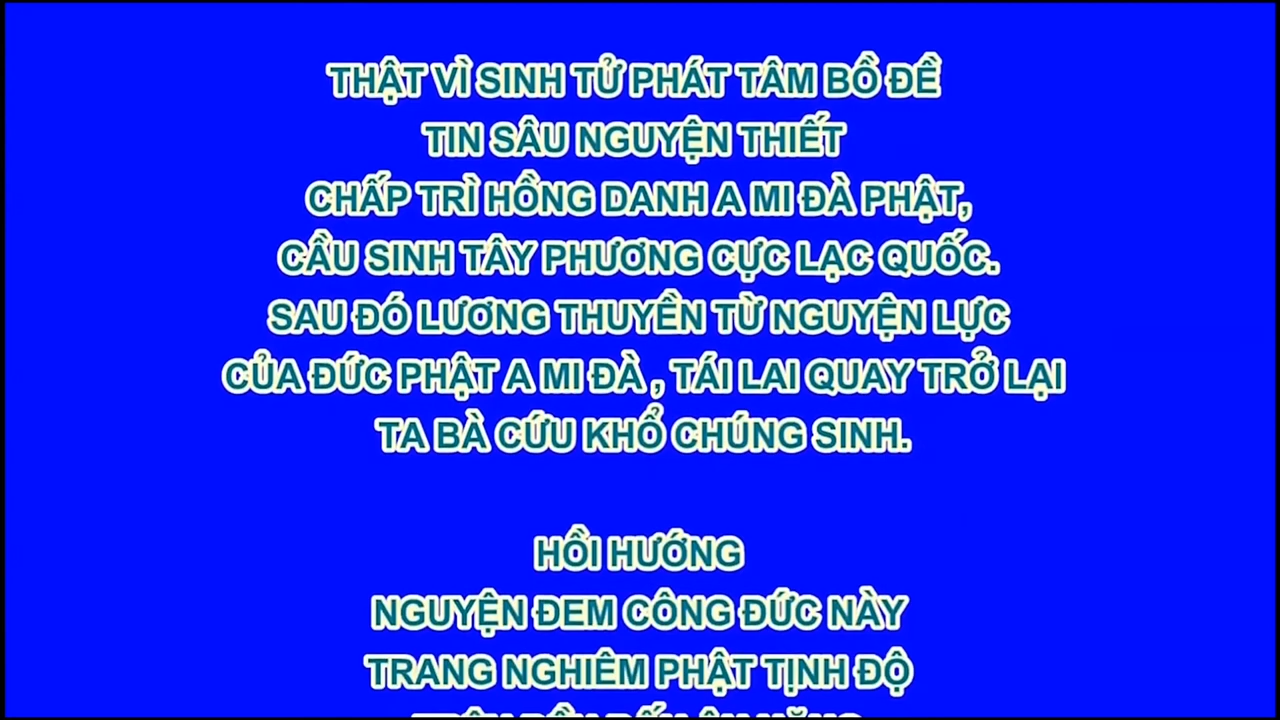 THẬT VÌ SINH TỬ PHÁT TÂM BỒ ĐỀ
TIN SÂU NGUYỆN THIẾT
CHẤP TRÌ HỒNG DANH A MI ĐÀ PHẬT,
CẦU SINH TÂY PHƯƠNG CỰC LẠC QUỐC.
SAU ĐÓ LƯƠNG THUYỀN TỪ NGUYỆN LỰC
CỦA ĐỨC PHẬT A MI ĐÀ , TÁI LAI QUAY TRỞ LẠI
TA BÀ CỨU KHỔ CHÚNG SINH.
HỒI HƯỚNG
NGUYỆN ĐEM CÔNG ĐỨC NÀY
TRANG NGHIÊM PHẬT TỊNH ĐỘ